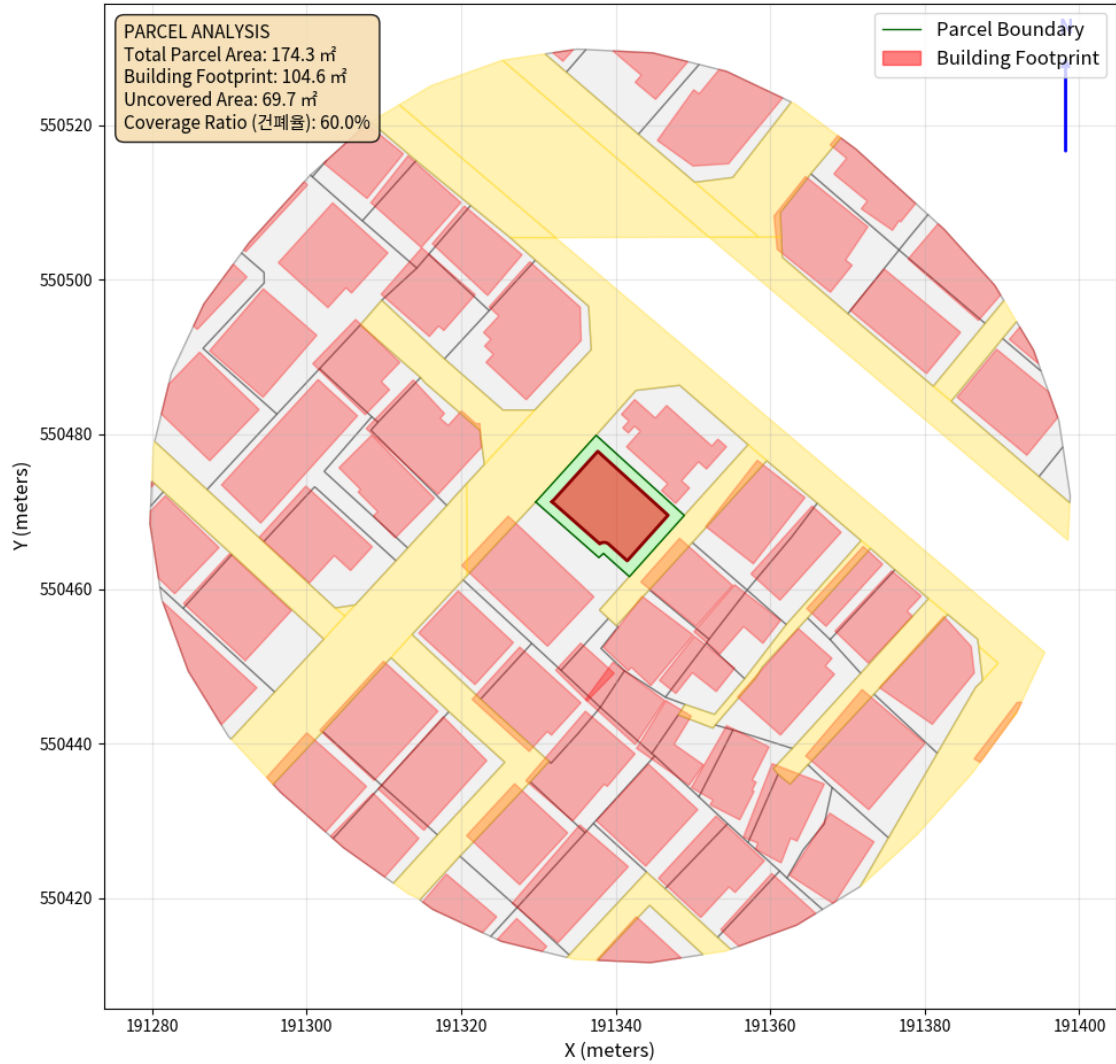 PARCEL ANALYSIS
Total Parcel Area: 174.3 ㎡
Building Footprint: 104.6 ㎡
Uncovered Area: 69.7 ㎡
Coverage Ratio (건폐율): 60.0%
N
Parcel Boundary
Building Footprint
550520
550500
550480
550460
550440
550420
Y (meters)
191280
191300
191320
191340
191360
191380
191400
X (meters)